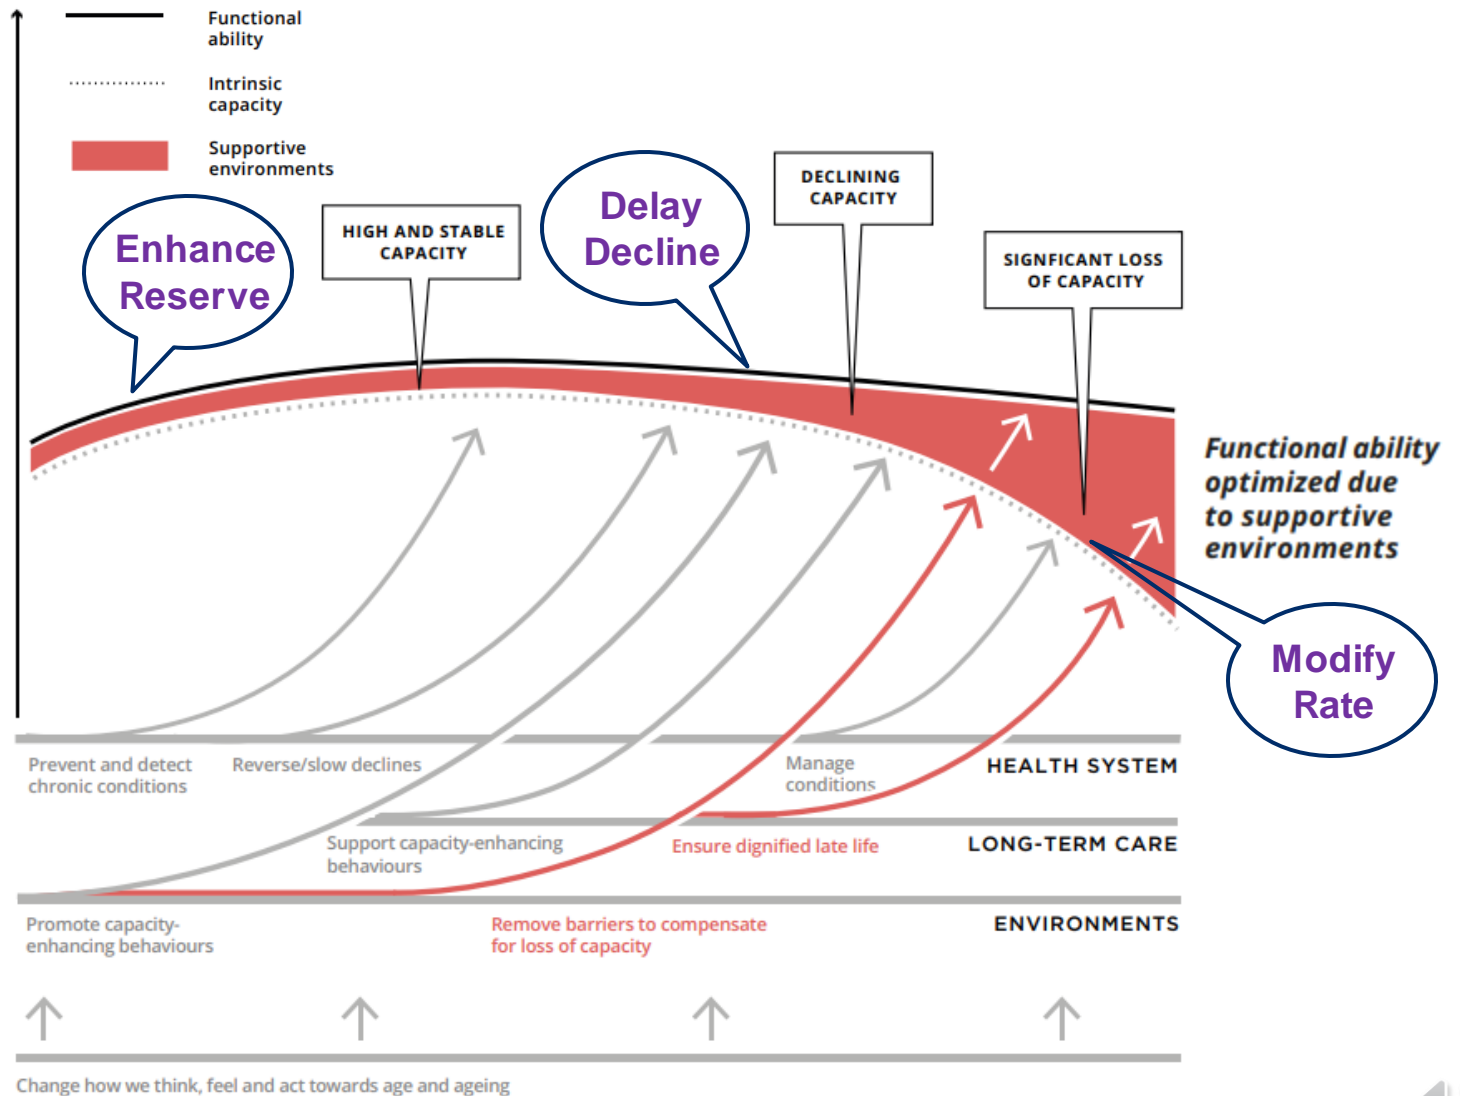 Functional
ability
Intrinsic
capacity
Supportive
environments
Enhance
Reserve
HIGH AND STABLE
CAPACITY
Delay
Decline
DECLINING
CAPACITY
SIGNFICANT LOSS
OF CAPACITY
Functional ability
optimized due
to supportive
environments
Modify
Rate
Prevent and detect
chronic conditions
Reverse/slow declines
Manage
conditions
HEALTH SYSTEM
Support capacity-enhancing
behaviours
Ensure dignified late life
LONG-TERM CARE
Promote capacity-
enhancing behaviours
Remove barriers to compensate
for loss of capacity
ENVIRONMENTS
Change how we think, feel and act towards age and ageing